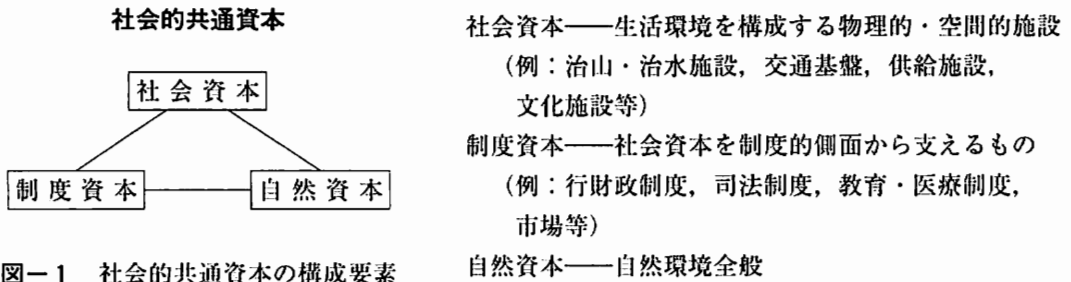 社会的共通資本
社会資本
制度資本
自然資本
図－1　社会的共通資本の構成要素
社会資本――生活環境を構成する物理的・空間的施設
（例：治山・治水施設，交通基盤，供給施設，
文化施設等）
制度資本――社会資本を制度的側面から支えるもの
（例：行財政制度，司法制度，教育・医療制度，
市場等）
自然資本――自然環境全般